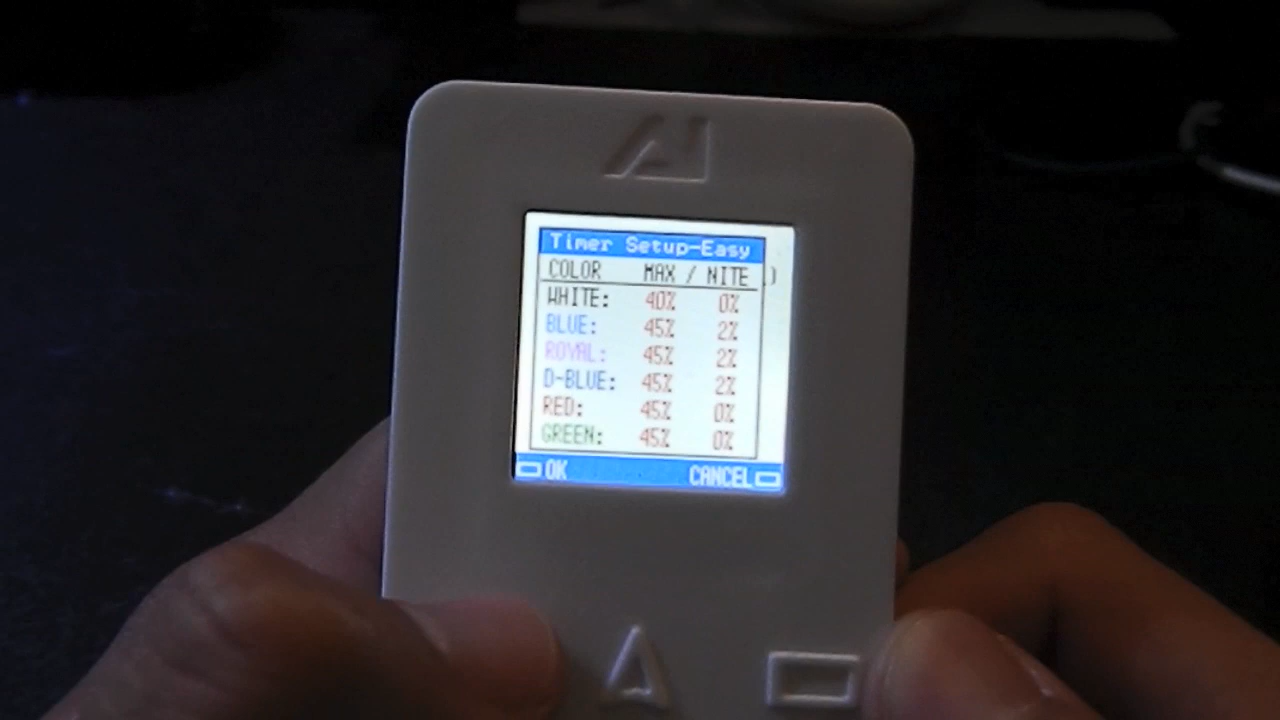 AI
Timer Setup-Easy
COLOR MAX / NITE .)
WHITE: 40% 0%
BLUE: 45% 2%
ROYAL: 45% 2%
D-BLUE: 45% 2%
RED: 45% 0%
GREEN: 45% 0%
OK CANCEL